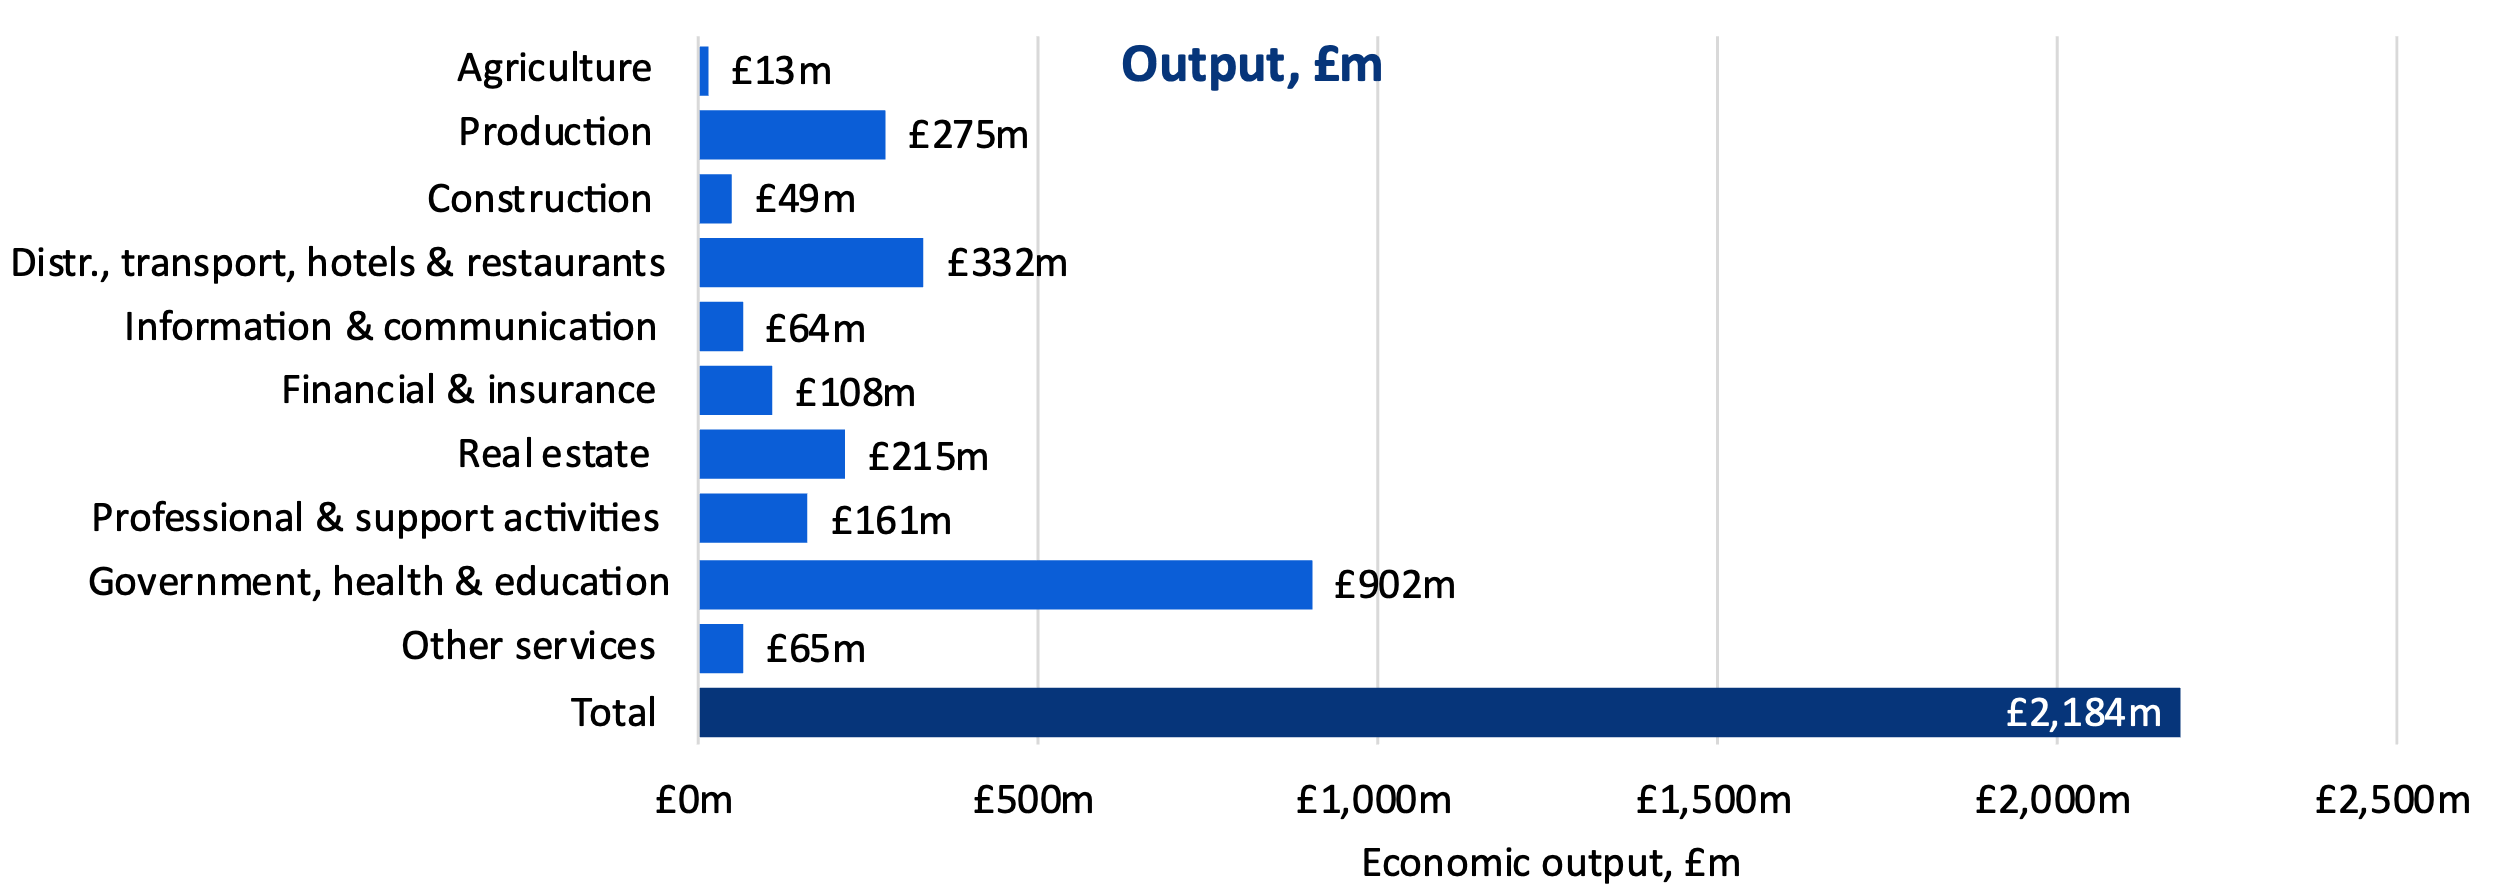 Output, £m
Agriculture £13m
Production £275m
Construction £49m
Distr., transport, hotels & restaurants £332m
Information & communication £64m
Financial & insurance £108m
Real estate £215m
Professional & support activities £161m
Government, health & education £902m
Other services £65m
Total £2,184m
£0m £500m £1,000m £1,500m £2,000m £2,500m
Economic output, £m